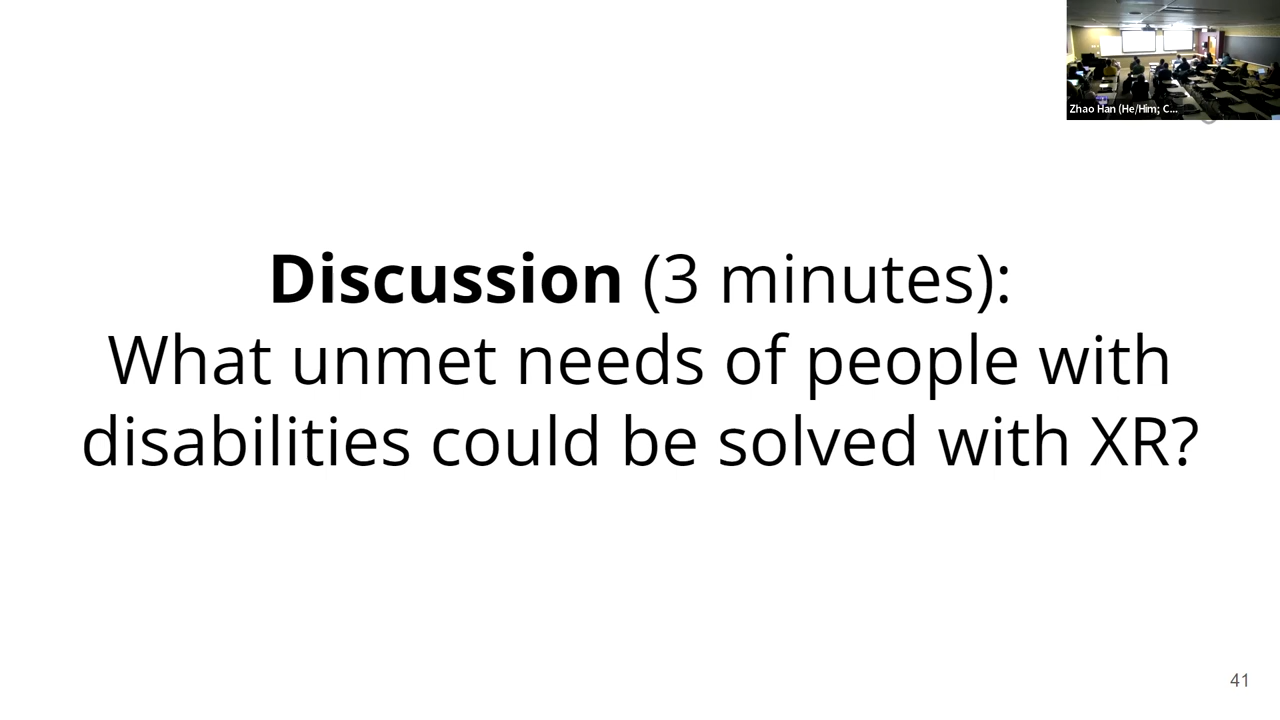 Zhao Han (He/Him; C...
Discussion (3 minutes):
What unmet needs of people with
disabilities could be solved with XR?
41